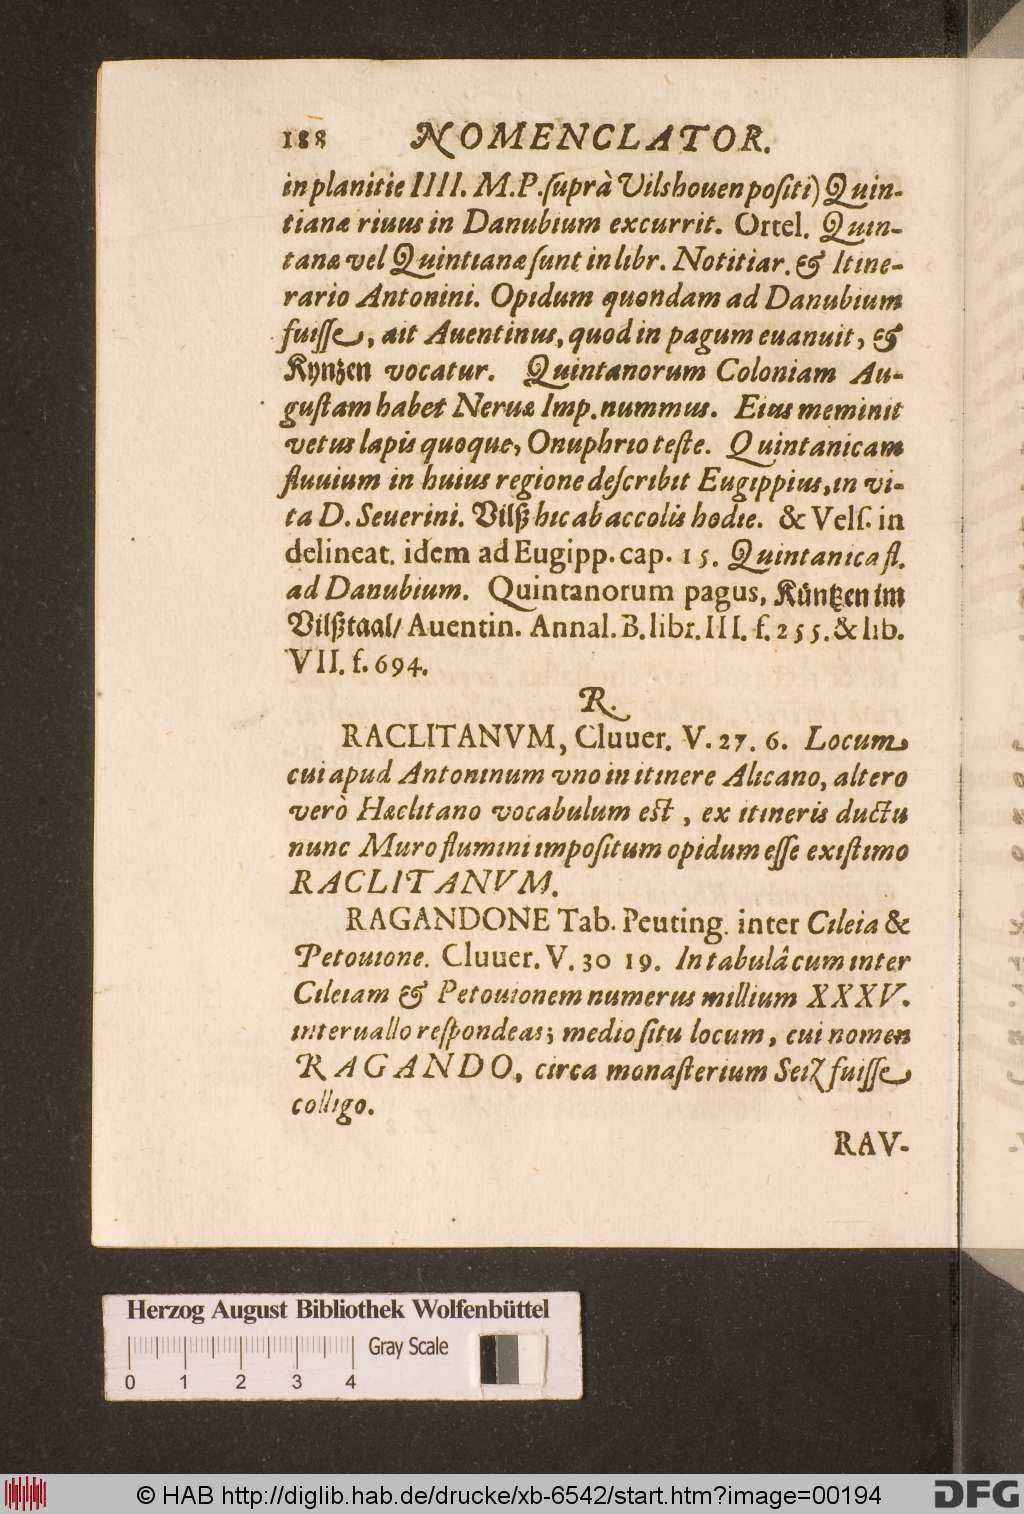 188 NOMENCLATOR.
in planitie IIII. M.P. ſuprà Vilshouen poſiti) Quin-
tianæ riuus in Danubium excurrit. Ortel. Quin-
tanæ vel Quintianæ ſunt in libr. Notitiar. & Itine-
rario Antonini. Opidum quondam ad Danubium
fuiſſe, ait Auentinus, quod in pagum euanuit, &
Kynzen vocatur. Quintanorum Coloniam Au-
guſtam habet Neruæ Imp. nummus. Eius meminit
vetus lapis quoque, Onuphrio teſte. Quintanicam
fluuium in huius regione deſcribit Eugippius, in vi-
ta D. Seuerini. Vilß hic ab accolis hodie. & Velſ. in
delineat. idem ad Eugipp. cap. 15. Quintanica fl.
ad Danubium. Quintanorum pagus, Küntzen im
Vilßtaal/ Auentin. Annal. B. libr. III. f. 255. & lib.
VII. f. 694.
R.
RACLITANVM, Cluuer. V. 27. 6. Locum
cui apud Antoninum vno in itinere Alicano, altero
verò Hæclitano vocabulum eſt, ex itineris ductu
nunc Muro flumini impoſitum opidum eſſe exiſtimo
RACLITANVM.
RAGANDONE Tab. Peuting. inter Cileia &
Petouione. Cluuer. V. 30 19. In tabulâ cum inter
Cileiam & Petouionem numerus millium XXXV.
interuallo reſpondeas; medio ſitu locum, cui nomen
RAGANDO, circa monaſterium Seiz fuiſſe
colligo.
RAV-
Herzog August Bibliothek Wolfenbüttel
Gray Scale
0 1 2 3 4
© HAB http://diglib.hab.de/drucke/xb-6542/start.htm?image=00194
DFG